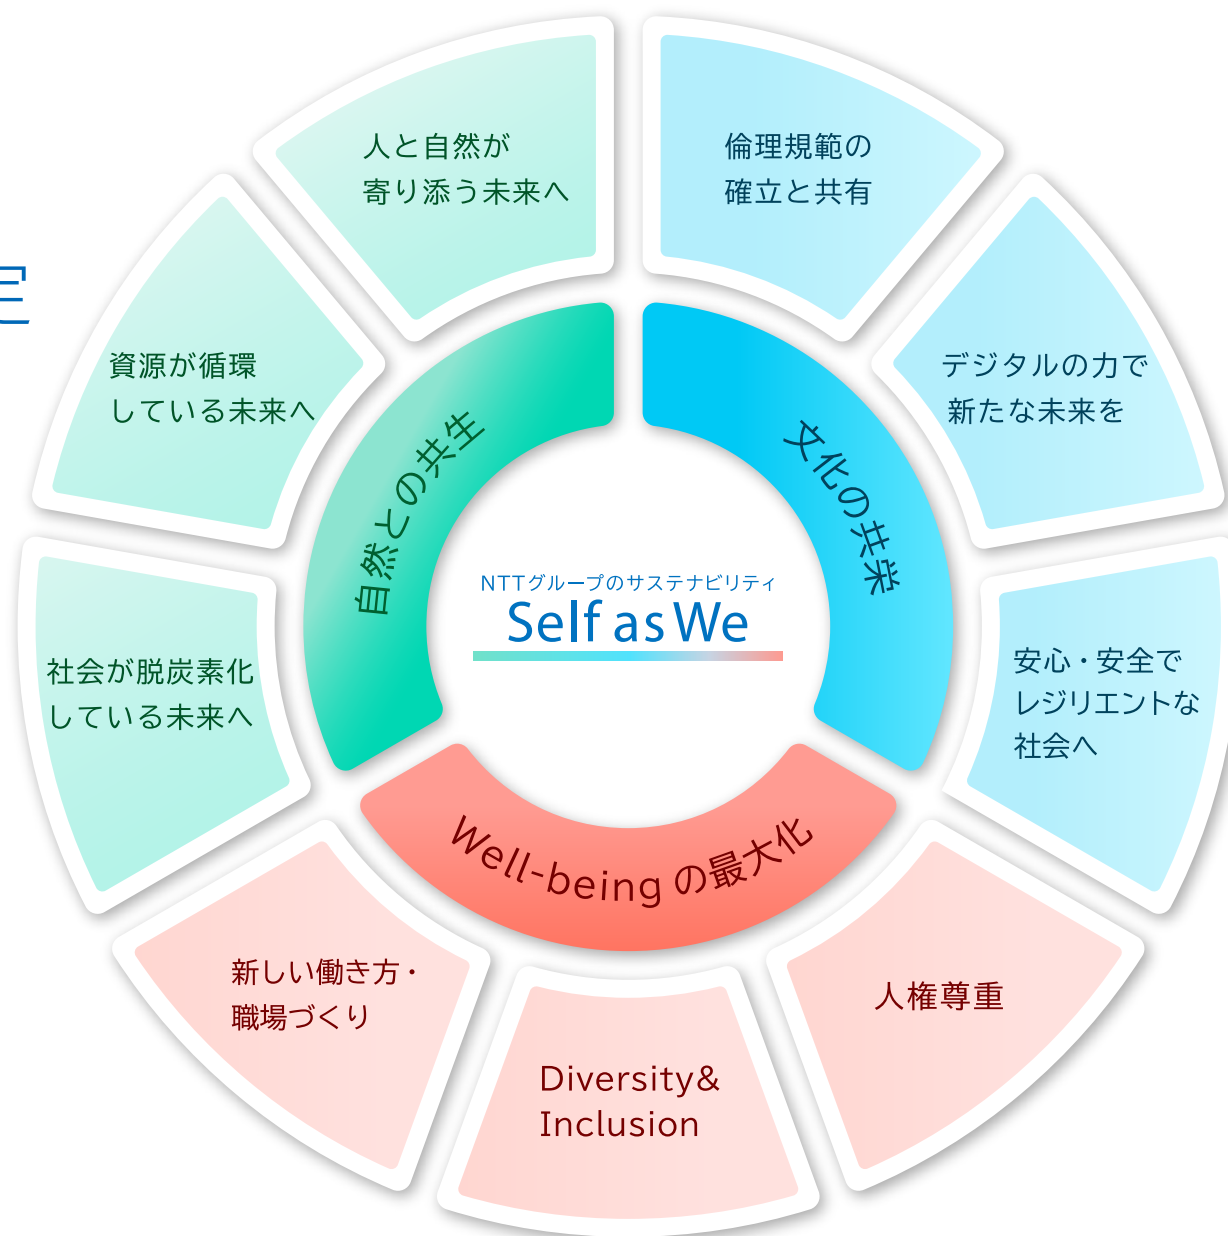 人と自然が
寄り添う未来へ
倫理規範の
確立と共有
資源が循環
している未来へ
デジタルの力で
新たな未来を
自然との共生
文化の共栄
NTTグループのサステナビリティ
Self as We
社会が脱炭素化
している未来へ
安心・安全で
レジリエントな
社会へ
Well-being の最大化
新しい働き方・
職場づくり
Diversity&
Inclusion
人権尊重